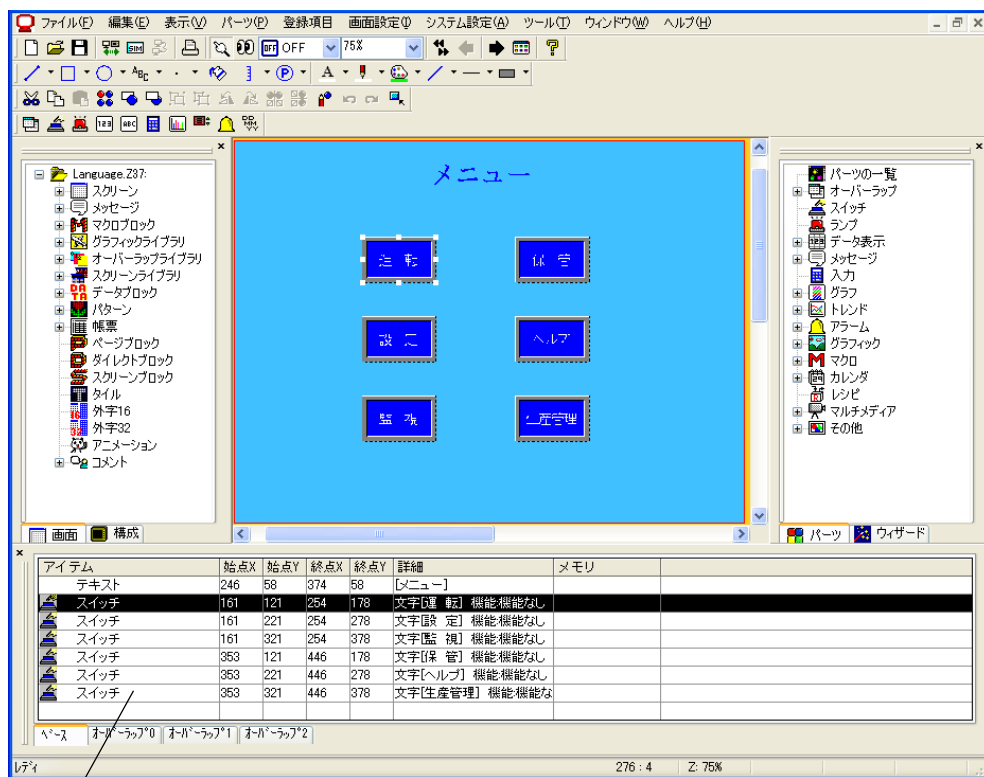 ファイル(F) 編集(E) 表示(V) パーツ(P) 登録項目 画面設定(I) システム設定(A) ツール(T) ウィンドウ(W) ヘルプ(H)
SIM OFF OFF 75%
ABC P A
123 ABC
Language.Z37:
スクリーン
メッセージ
マクロブロック
グラフィックライブラリ
オーバーラップライブラリ
スクリーンライブラリ
データブロック
パターン
帳票
ページブロック
ダイレクトブロック
スクリーンブロック
タイル
外字16
外字32
アニメーション
コメント
画面 構成
メニュー
運 転
保 管
設 定
ヘルプ
監 視
生産管理
パーツの一覧
オーバーラップ
スイッチ
ランプ
データ表示
メッセージ
入力
グラフ
トレンド
アラーム
グラフィック
マクロ
カレンダ
レシピ
マルチメディア
その他
パーツ ウィザード
アイテム 始点X 始点Y 終点X 終点Y 詳細 メモリ
テキスト 246 58 374 58 [メニュー]
スイッチ 161 121 254 178 文字[運 転] 機能:機能なし
スイッチ 161 221 254 278 文字[設 定] 機能:機能なし
スイッチ 161 321 254 378 文字[監 視] 機能:機能なし
スイッチ 353 121 446 178 文字[保 管] 機能:機能なし
スイッチ 353 221 446 278 文字[ヘルプ] 機能:機能なし
スイッチ 353 321 446 378 文字[生産管理] 機能:機能な
ベース オーバーラップ0 オーバーラップ1 オーバーラップ2
レディ 276 : 4 Z: 75%